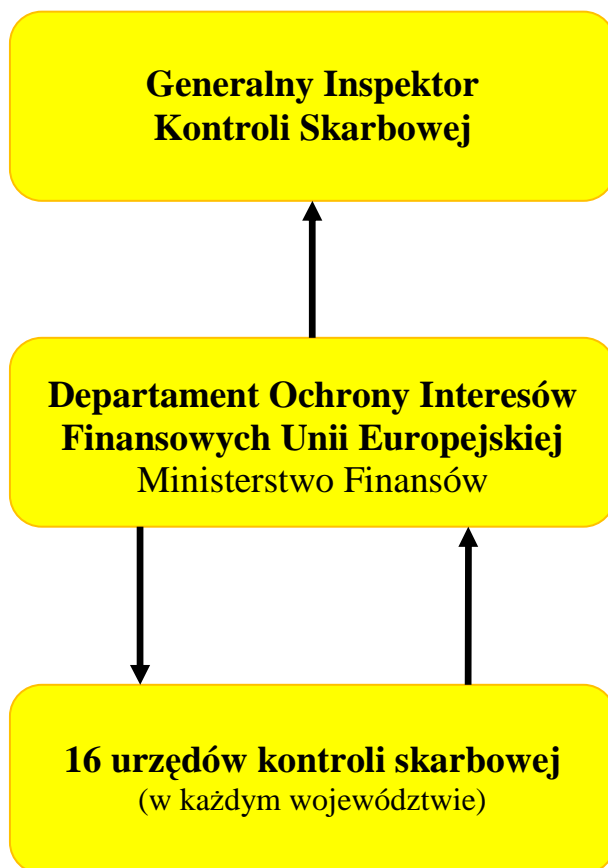 Generalny Inspektor
Kontroli Skarbowej
Departament Ochrony Interesów
Finansowych Unii Europejskiej
Ministerstwo Finansów
16 urzędów kontroli skarbowej
(w każdym województwie)